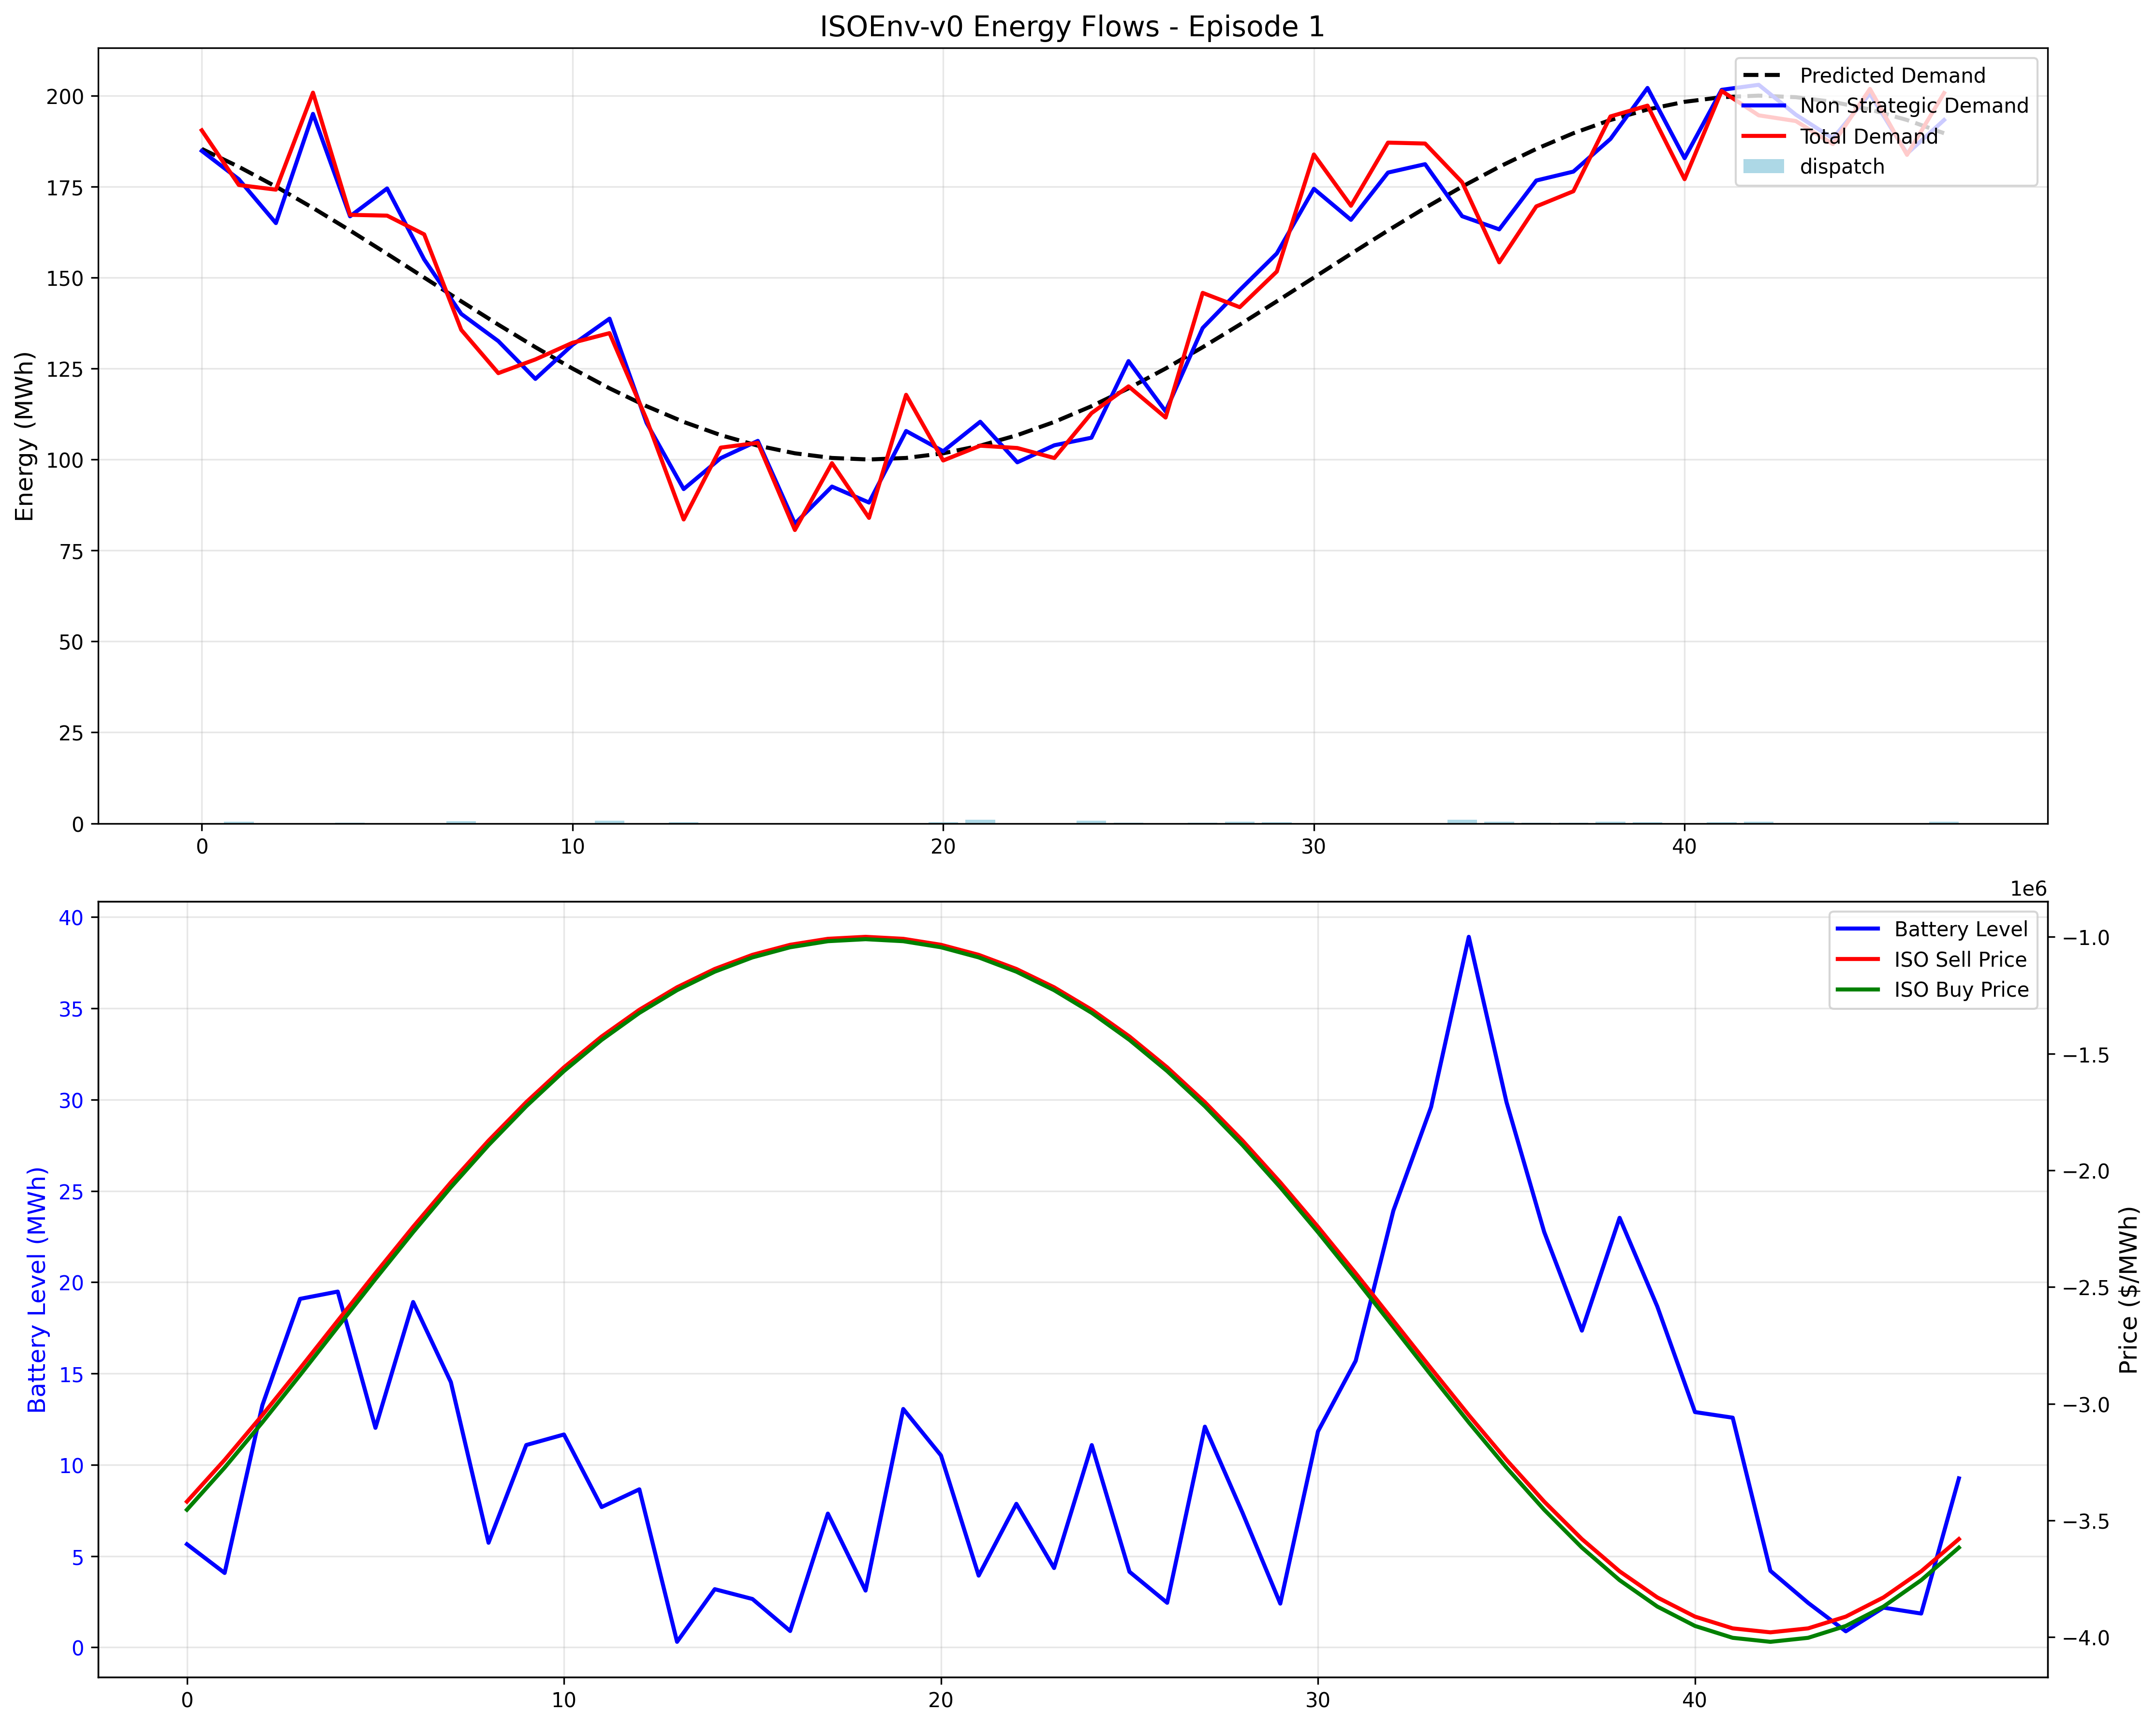 ISOEnv-v0 Energy Flows - Episode 1
Energy (MWh)
200
175
150
125
100
75
50
25
0
0
10
20
30
40
Predicted Demand
Non Strategic Demand
Total Demand
dispatch
1e6
Battery Level (MWh)
40
35
30
25
20
15
10
5
0
0
10
20
30
40
Battery Level
ISO Sell Price
ISO Buy Price
−1.0
−1.5
−2.0
−2.5
−3.0
−3.5
−4.0
Price ($/MWh)